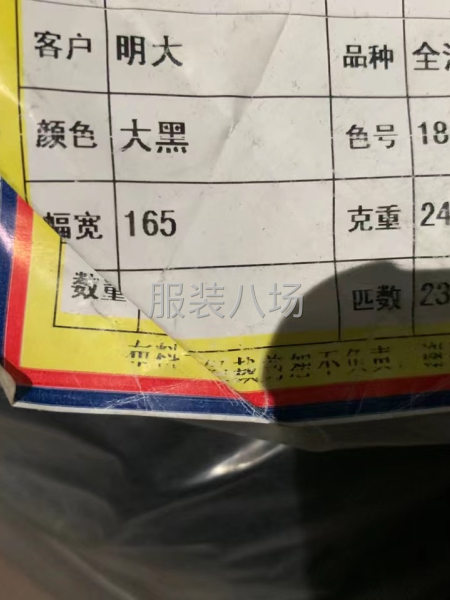 客户 明大 品种 全
颜色 大黑 色号 18
幅宽 165 克重 24
数量 匹数 23
服装八场